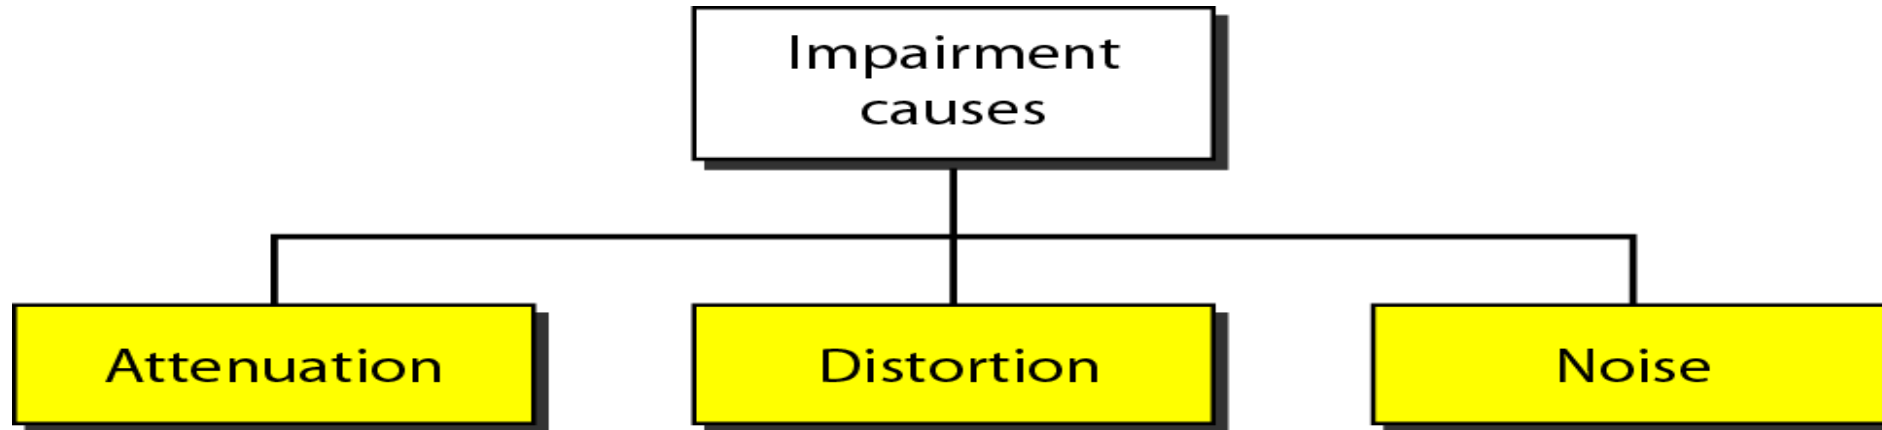 Impairment
causes
Attenuation
Distortion
Noise